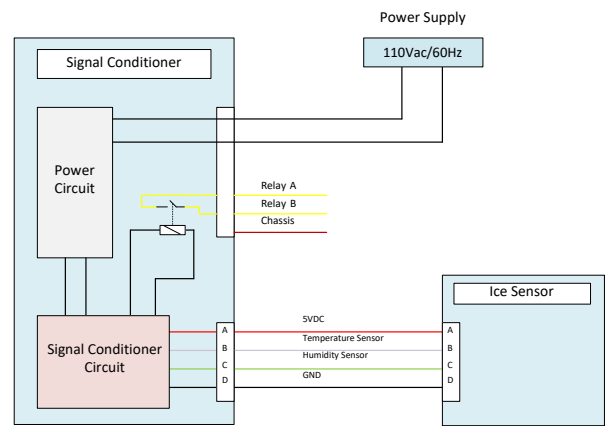 Power Supply
Signal Conditioner
110Vac/60Hz
Power
Circuit
Relay A
Relay B
Chassis
Ice Sensor
Signal Conditioner
Circuit
A
B
C
D
5VDC
Temperature Sensor
Humidity Sensor
GND
A
B
C
D